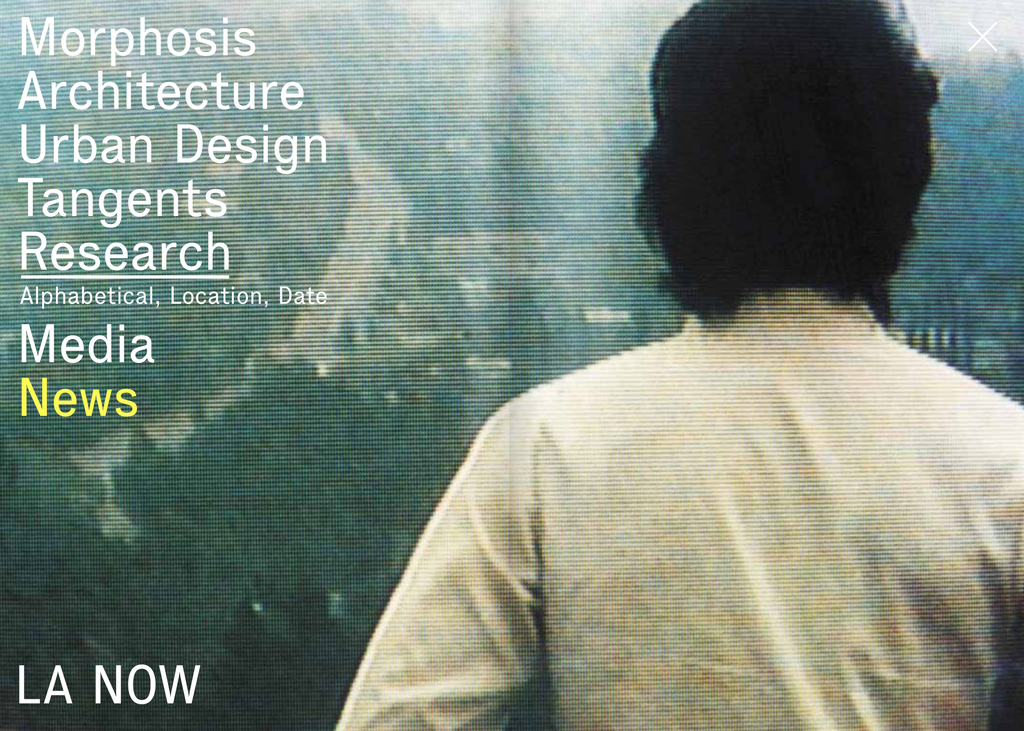 Morphosis
Architecture
Urban Design
Tangents
Research
Alphabetical, Location, Date
Media
News
LA NOW